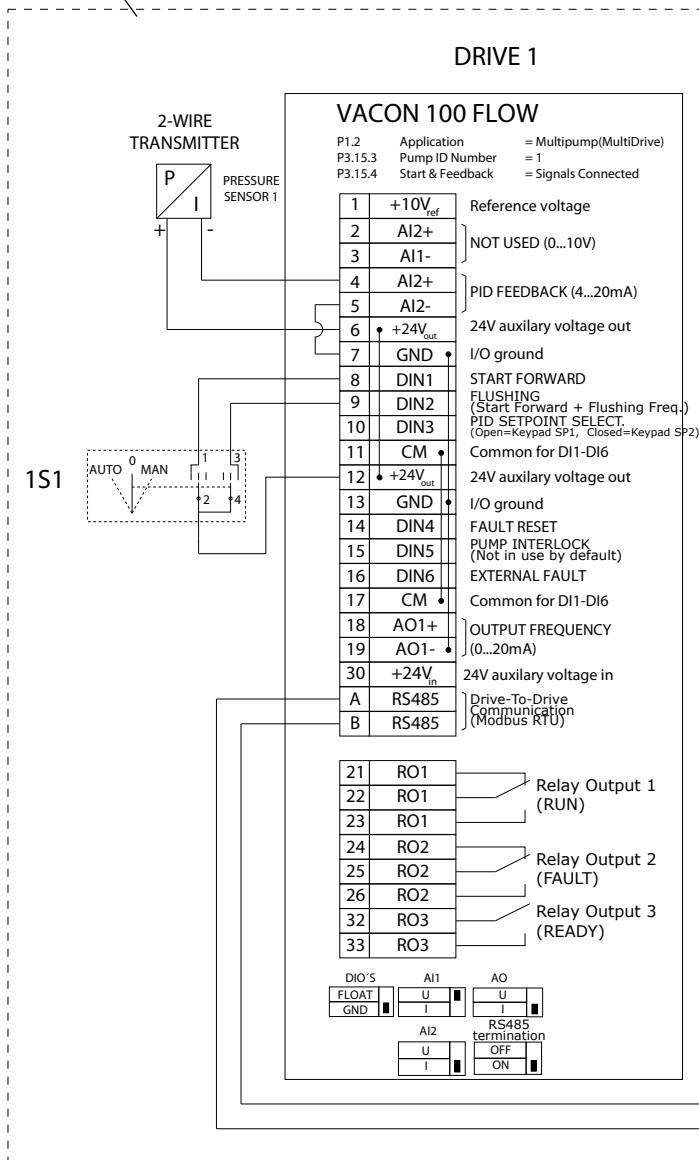 DRIVE 1
VACON 100 FLOW
P1.2 Application = Multipump(MultiDrive)
P3.15.3 Pump ID Number = 1
P3.15.4 Start & Feedback = Signals Connected
2-WIRE
TRANSMITTER
P
I
PRESSURE
SENSOR 1
+ -
1 +10Vref Reference voltage
2 AI2+
NOT USED (0...10V)
3 AI1-
4 AI2+
PID FEEDBACK (4...20mA)
5 AI2-
6 +24Vout 24V auxilary voltage out
7 GND I/O ground
8 DIN1 START FORWARD
9 DIN2 FLUSHING
(Start Forward + Flushing Freq.)
10 DIN3 PID SETPOINT SELECT.
(Open=Keypad SP1, Closed=Keypad SP2)
11 CM Common for DI1-DI6
12 +24Vout 24V auxilary voltage out
13 GND I/O ground
14 DIN4 FAULT RESET
15 DIN5 PUMP INTERLOCK
(Not in use by default)
16 DIN6 EXTERNAL FAULT
17 CM Common for DI1-DI6
18 AO1+ OUTPUT FREQUENCY
19 AO1- (0...20mA)
30 +24Vin 24V auxilary voltage in
A RS485 Drive-To-Drive
Communication
B RS485 (Modbus RTU)
1S1
AUTO 0 MAN
1 3
2 4
21 RO1
Relay Output 1
22 RO1
(RUN)
23 RO1
24 RO2
Relay Output 2
25 RO2
(FAULT)
26 RO2
Relay Output 3
32 RO3
(READY)
33 RO3
DIO´S AI1 AO
FLOAT U U
GND I I
AI2 RS485
termination
U OFF
I ON